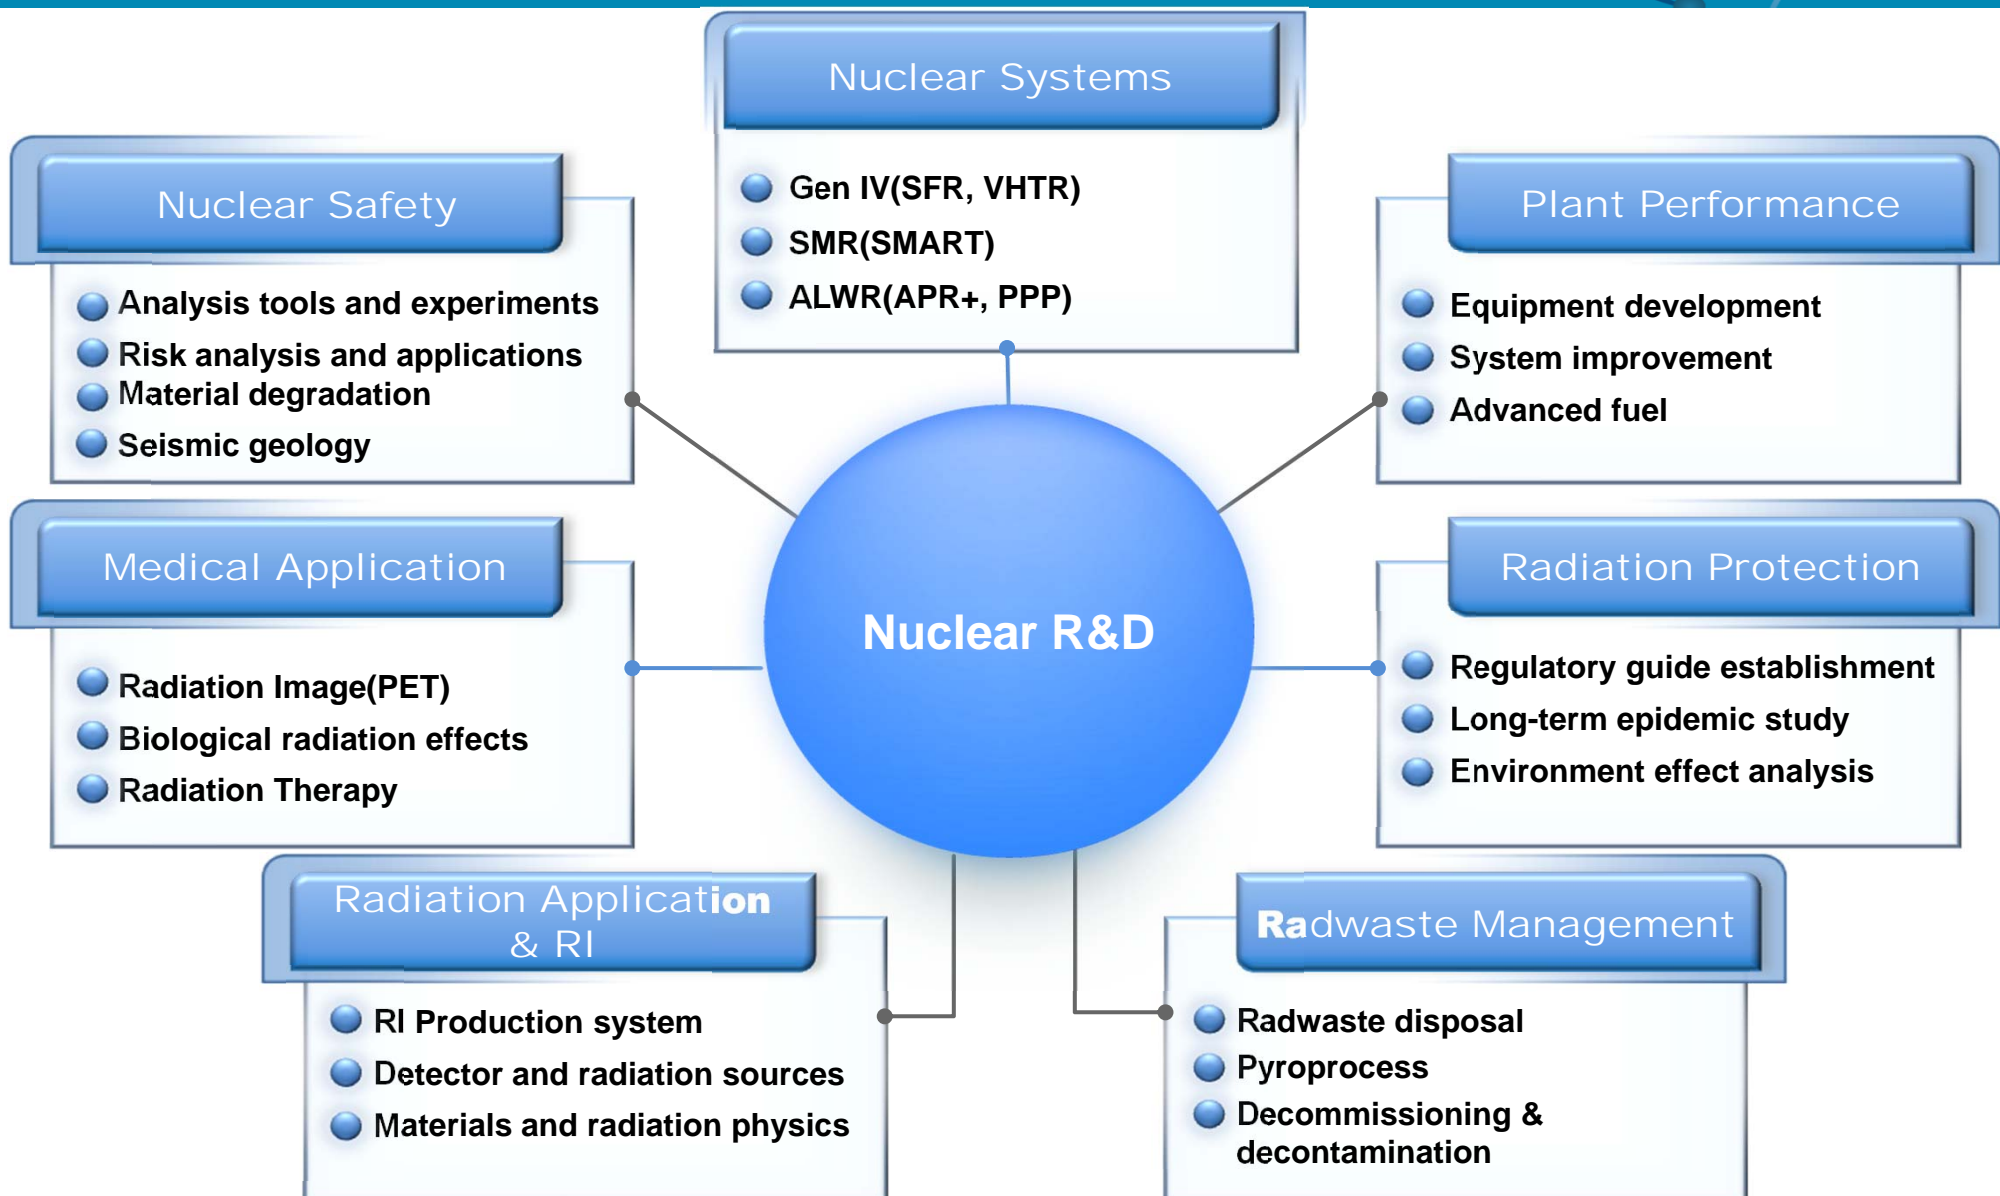 Nuclear Systems
Gen IV(SFR, VHTR)
SMR(SMART)
ALWR(APR+, PPP)
Nuclear Safety
Analysis tools and experiments
Risk analysis and applications
Material degradation
Seismic geology
Plant Performance
Equipment development
System improvement
Advanced fuel
Medical Application
Radiation Image(PET)
Biological radiation effects
Radiation Therapy
Nuclear R&D
Radiation Protection
Regulatory guide establishment
Long-term epidemic study
Environment effect analysis
Radiation Application
& RI
RI Production system
Detector and radiation sources
Materials and radiation physics
Radwaste Management
Radwaste disposal
Pyroprocess
Decommissioning &
decontamination